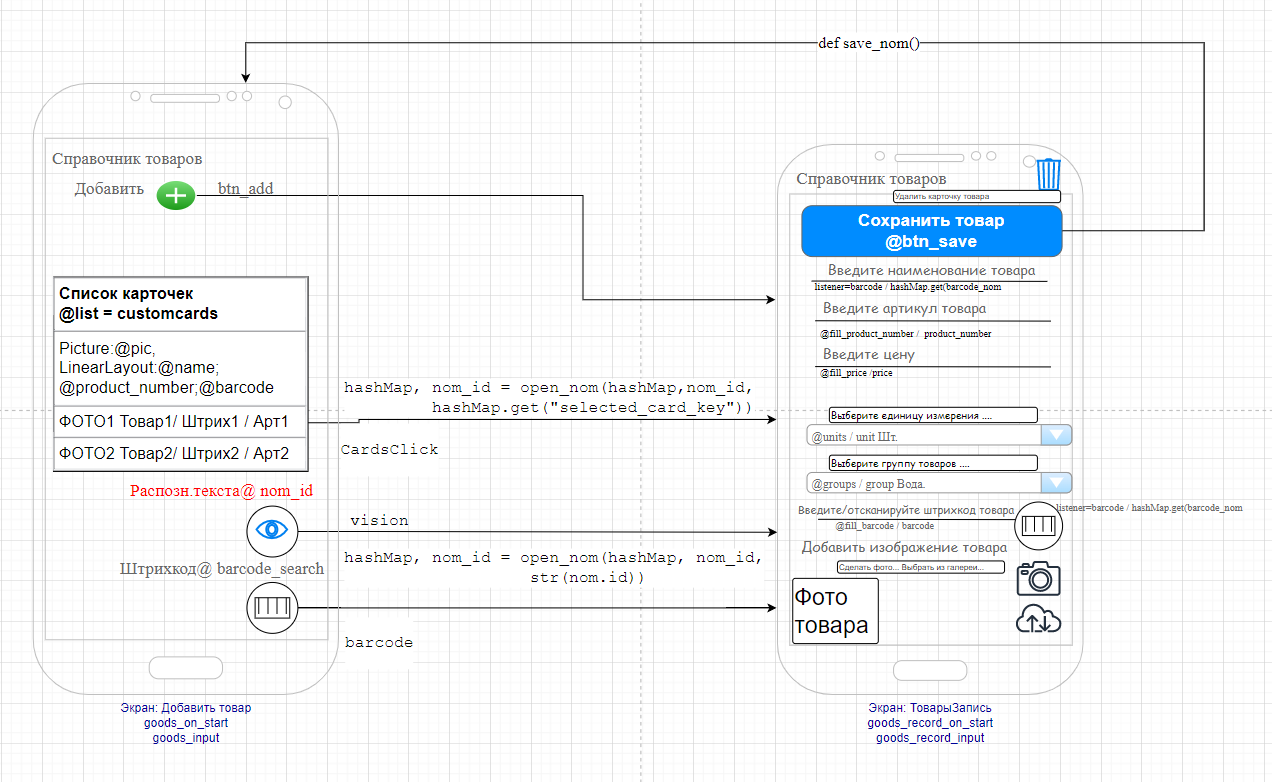 def save_nom()
Справочник товаров
Добавить
btn_add
Список карточек
@list = customcards
Picture:@pic,
LinearLayout:@name;
@product_number;@barcode
ФОТО1 Товар1/ Штрих1 / Арт1
ФОТО2 Товар2/ Штрих2 / Арт2
Распозн.текста@ nom_id
Штрихкод@ barcode_search
Экран: Добавить товар
goods_on_start
goods_input
hashMap, nom_id = open_nom(hashMap,nom_id,
hashMap.get("selected_card_key"))
CardsClick
vision
hashMap, nom_id = open_nom(hashMap, nom_id,
str(nom.id))
barcode
Справочник товаров
Удалить карточку товара
Сохранить товар
@btn_save
Введите наименование товара
listener=barcode / hashMap.get(barcode_nom
Введите артикул товара
@fill_product_number / product_number
Введите цену
@fill_price /price
Выберите единицу измерения ....
@units / unit Шт.
Выберите группу товаров ....
@groups / group Вода.
Введите/отсканируйте штрихкод товара
listener=barcode / hashMap.get(barcode_nom
@fill_barcode / barcode
Добавить изображение товара
Сделать фото... Выбрать из галереи...
Фото
товара
Экран: ТоварыЗапись
goods_record_on_start
goods_record_input